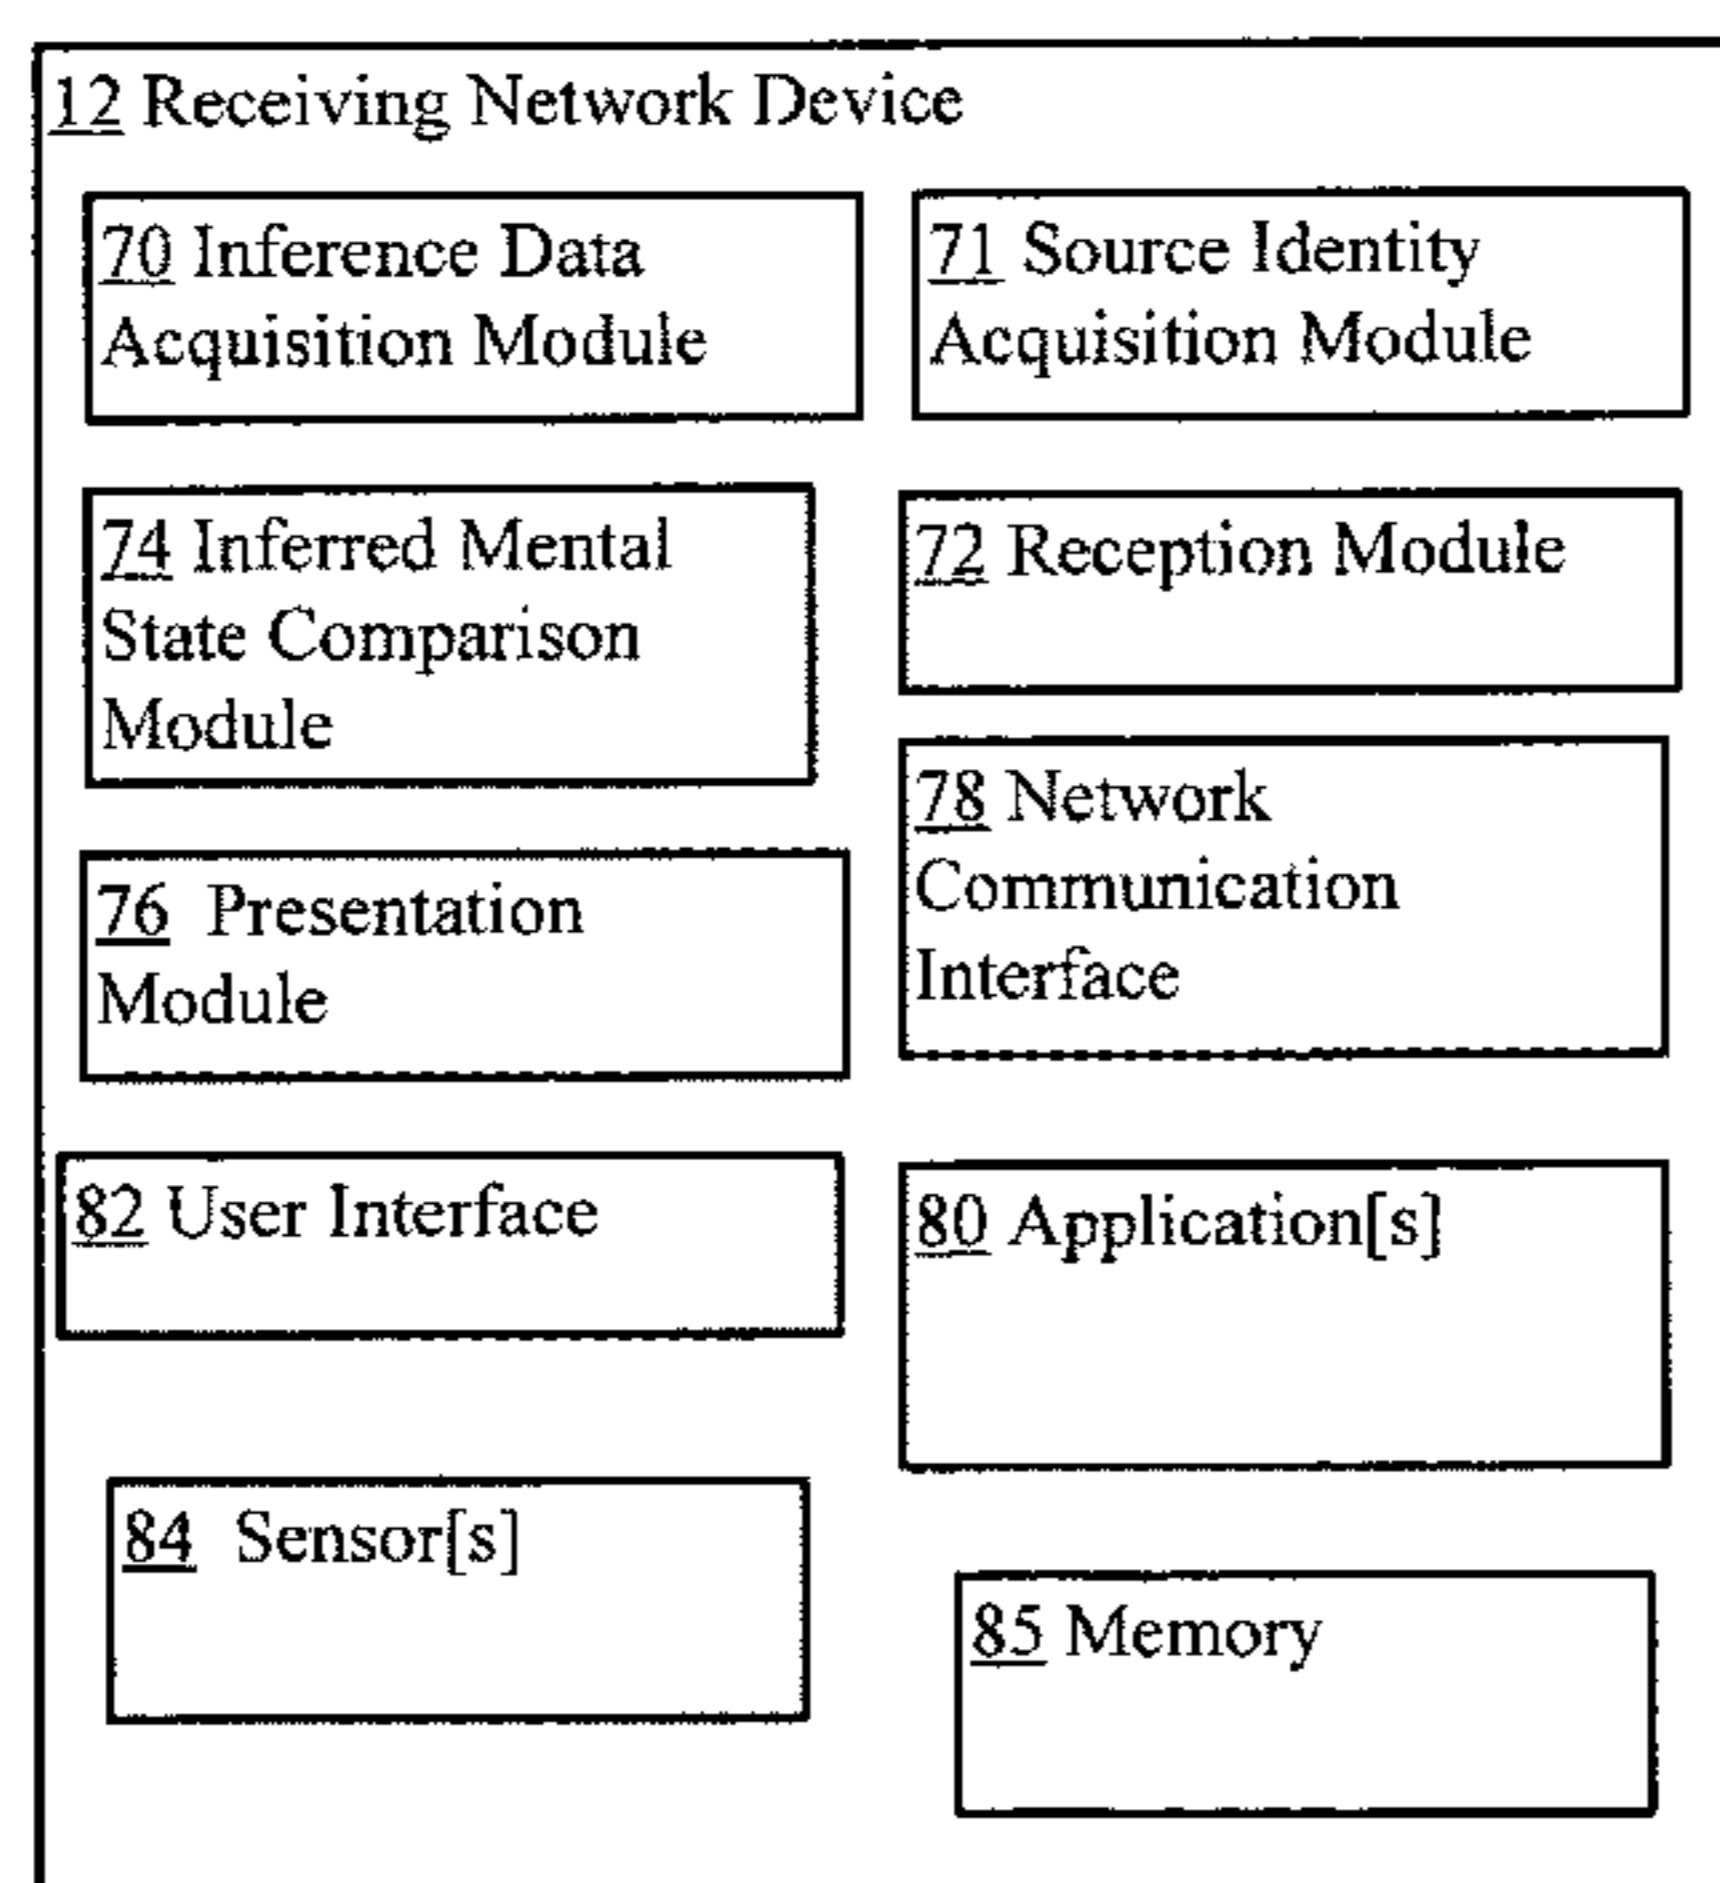 12 Receiving Network Device
70 Inference Data
Acquisition Module
71 Source Identity
Acquisition Module
74 Inferred Mental
State Comparison
Module
72 Reception Module
78 Network
Communication
Interface
76 Presentation
Module
82 User Interface
80 Application[s]
84 Sensor[s]
85 Memory